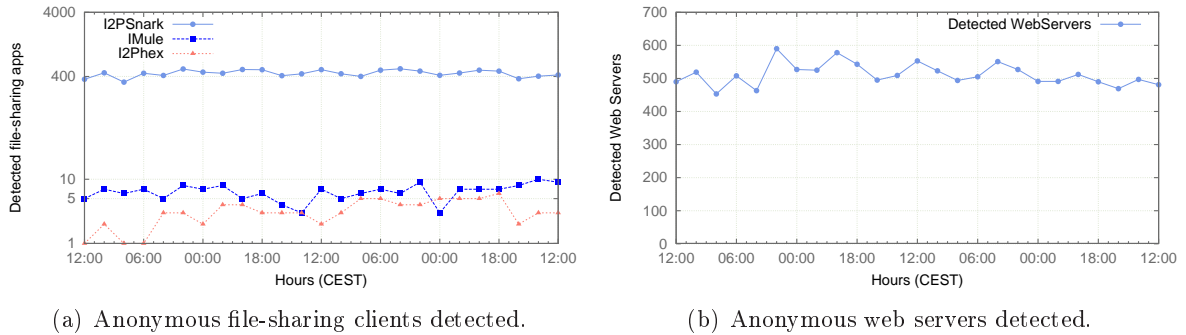 4000
400
10
5
1
Detected file-sharing apps
I2PSnark
IMule
I2Phex
12:00 06:00 00:00 18:00 12:00 06:00 00:00 18:00 12:00
Hours (CEST)
(a) Anonymous file-sharing clients detected.
700
600
500
400
300
200
100
0
Detected Web Servers
Detected WebServers
12:00 06:00 00:00 18:00 12:00 06:00 00:00 18:00 12:00
Hours (CEST)
(b) Anonymous web servers detected.